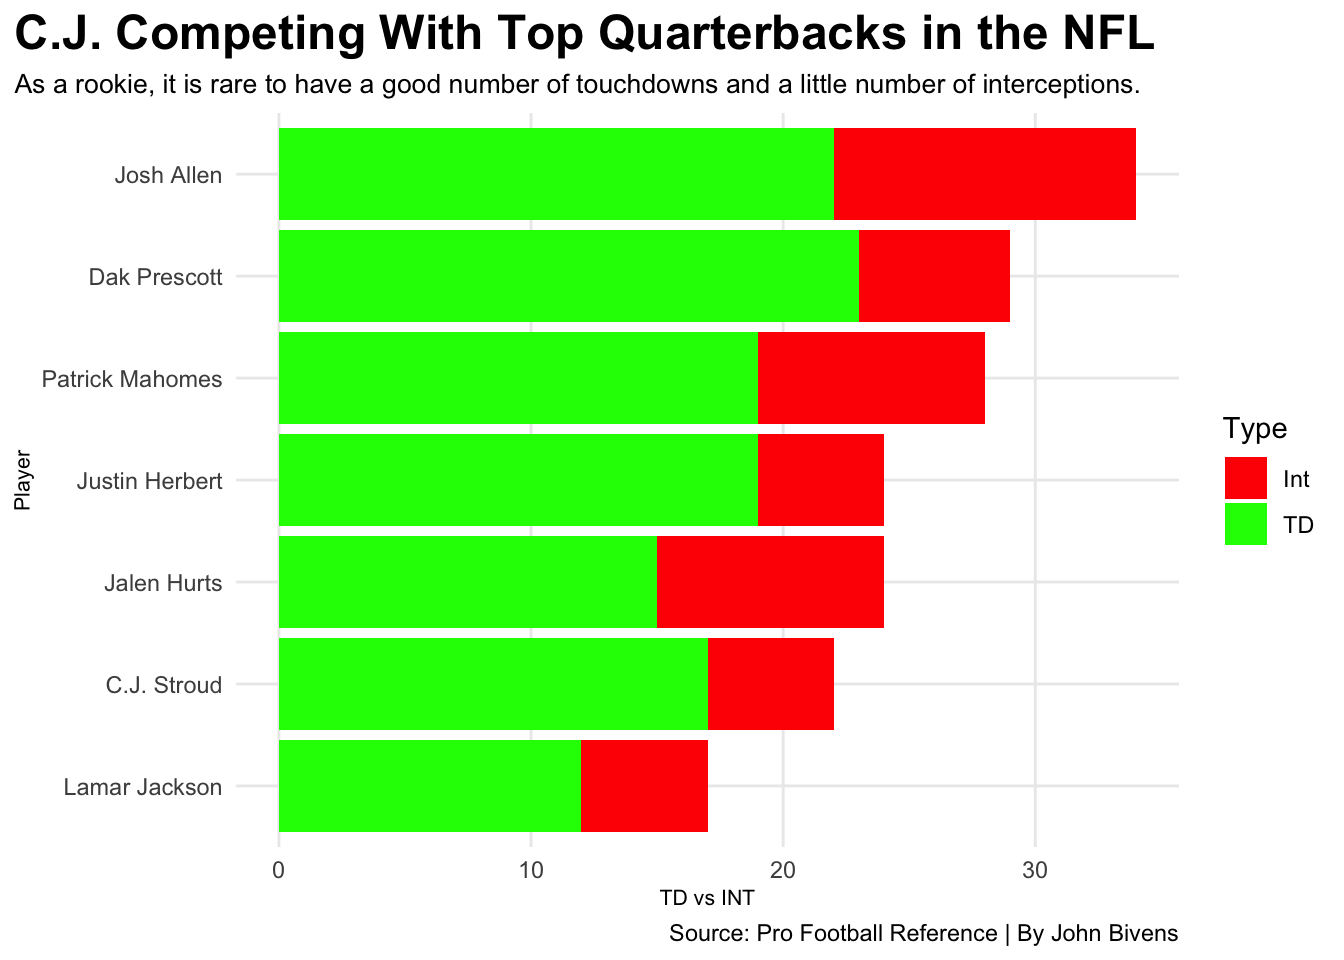 C.J. Competing With Top Quarterbacks in the NFL
As a rookie, it is rare to have a good number of touchdowns and a little number of interceptions.
Josh Allen
Dak Prescott
Patrick Mahomes
Justin Herbert
Jalen Hurts
C.J. Stroud
Lamar Jackson
Player
0 10 20 30
TD vs INT
Type
Int
TD
Source: Pro Football Reference | By John Bivens